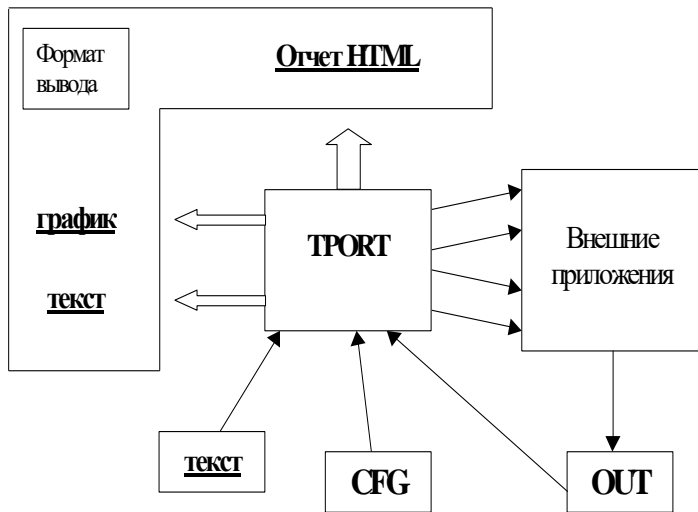 Формат
вывода
Отчет HTML
график
текст
TPORT
Внешние
приложения
текст
CFG
OUT